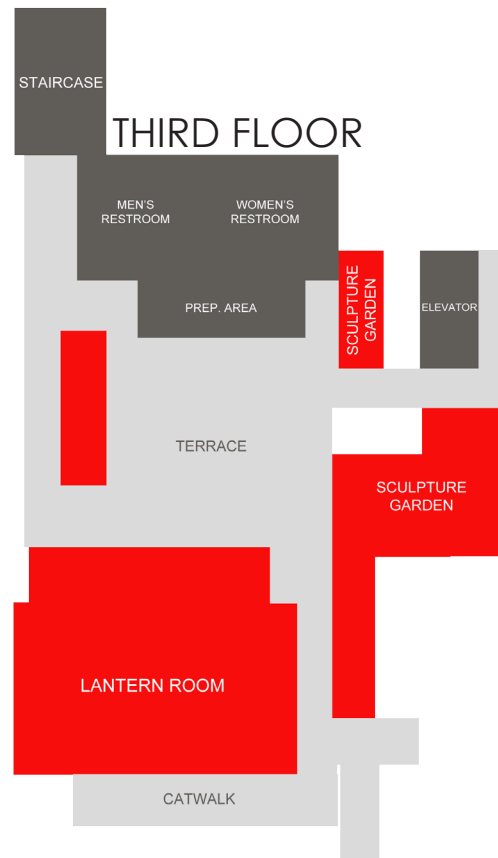 STAIRCASE
THIRD FLOOR
MEN'S
RESTROOM
WOMEN'S
RESTROOM
PREP. AREA
SCULPTURE
GARDEN
ELEVATOR
TERRACE
SCULPTURE
GARDEN
LANTERN ROOM
CATWALK